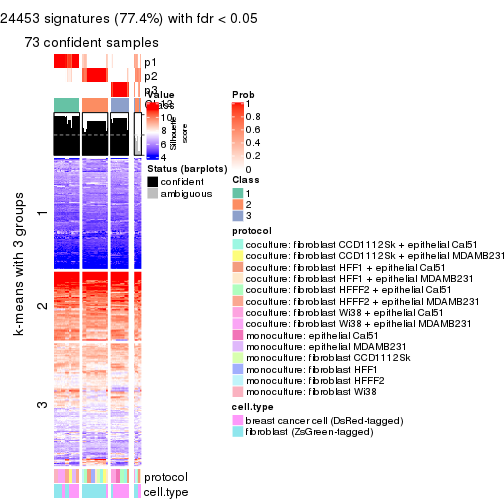 24453 signatures (77.4%) with fdr < 0.05
73 confident samples
p1
p2
p3
Class
Value
10
8
6
4
Silhouette
score
Status (barplots)
confident
ambiguous
Prob
1
0.8
0.6
0.4
0.2
0
Class
1
2
3
protocol
coculture: fibroblast CCD1112Sk + epithelial Cal51
coculture: fibroblast CCD1112Sk + epithelial MDAMB231
coculture: fibroblast HFF1 + epithelial Cal51
coculture: fibroblast HFF1 + epithelial MDAMB231
coculture: fibroblast HFFF2 + epithelial Cal51
coculture: fibroblast HFFF2 + epithelial MDAMB231
coculture: fibroblast Wi38 + epithelial Cal51
coculture: fibroblast Wi38 + epithelial MDAMB231
monoculture: epithelial Cal51
monoculture: epithelial MDAMB231
monoculture: fibroblast CCD1112Sk
monoculture: fibroblast HFF1
monoculture: fibroblast HFFF2
monoculture: fibroblast Wi38
cell.type
breast cancer cell (DsRed-tagged)
fibroblast (ZsGreen-tagged)
k-means with 3 groups
1
2
3
protocol
cell.type